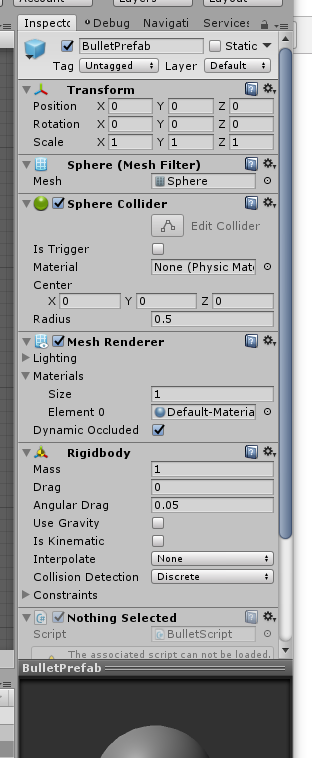 Account Layers Layout
Inspecto Debug Navigati Services
BulletPrefab Static
Tag Untagged Layer Default
Transform
Position X 0 Y 0 Z 0
Rotation X 0 Y 0 Z 0
Scale X 1 Y 1 Z 1
Sphere (Mesh Filter)
Mesh Sphere
Sphere Collider
Edit Collider
Is Trigger
Material None (Physic Mate
Center
X 0 Y 0 Z 0
Radius 0.5
Mesh Renderer
Lighting
Materials
Size 1
Element 0 Default-Materia
Dynamic Occluded
Rigidbody
Mass 1
Drag 0
Angular Drag 0.05
Use Gravity
Is Kinematic
Interpolate None
Collision Detection Discrete
Constraints
Nothing Selected
Script BulletScript
The associated script can not be loaded.
BulletPrefab